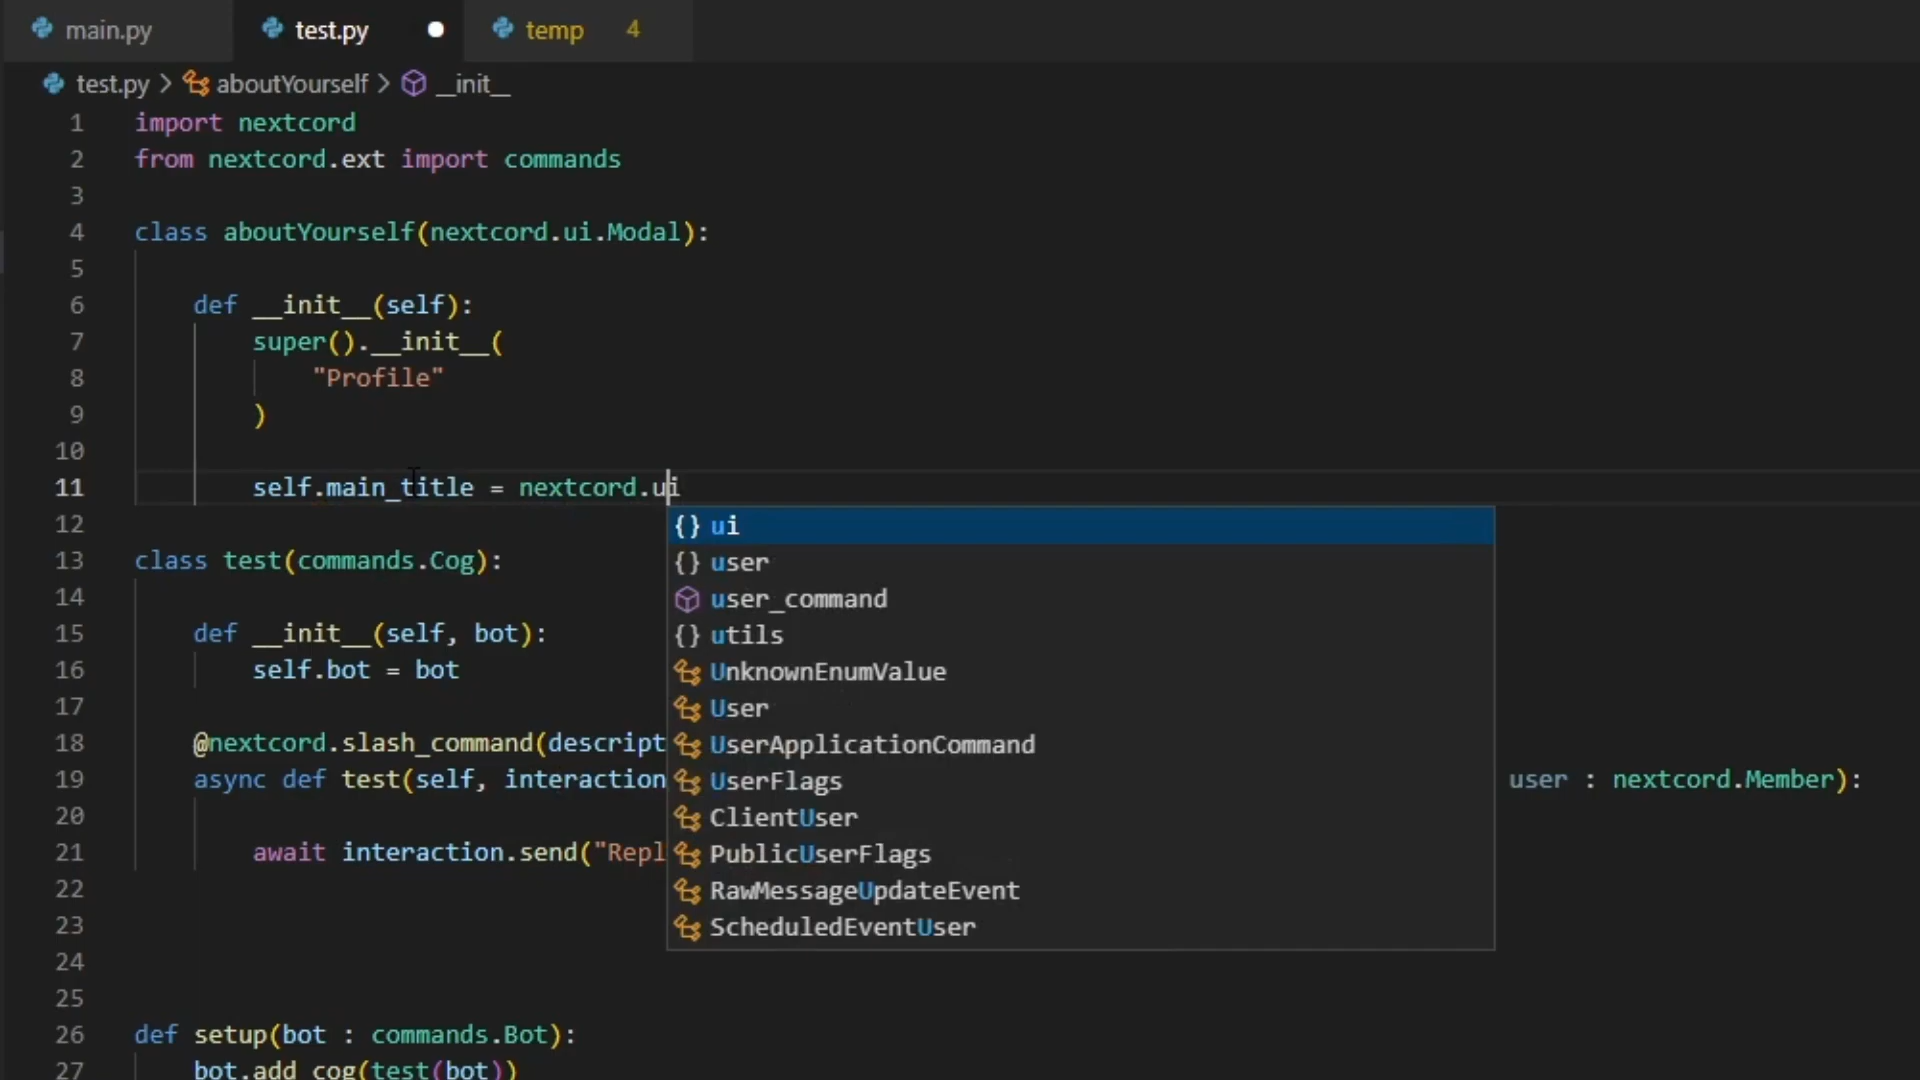 main.py test.py temp 4
test.py > aboutYourself > __init__
1 import nextcord
2 from nextcord.ext import commands
3
4 class aboutYourself(nextcord.ui.Modal):
5
6 def __init__(self):
7 super().__init__(
8 "Profile"
9 )
10
11 self.main_title = nextcord.ui
12
13 class test(commands.Cog):
14
15 def __init__(self, bot):
16 self.bot = bot
17
18 @nextcord.slash_command(descript
19 async def test(self, interaction user : nextcord.Member):
20
21 await interaction.send("Repl
22
23
24
25
26 def setup(bot : commands.Bot):
27 bot.add_cog(test(bot))
{} ui
{} user
user_command
{} utils
UnknownEnumValue
User
UserApplicationCommand
UserFlags
ClientUser
PublicUserFlags
RawMessageUpdateEvent
ScheduledEventUser